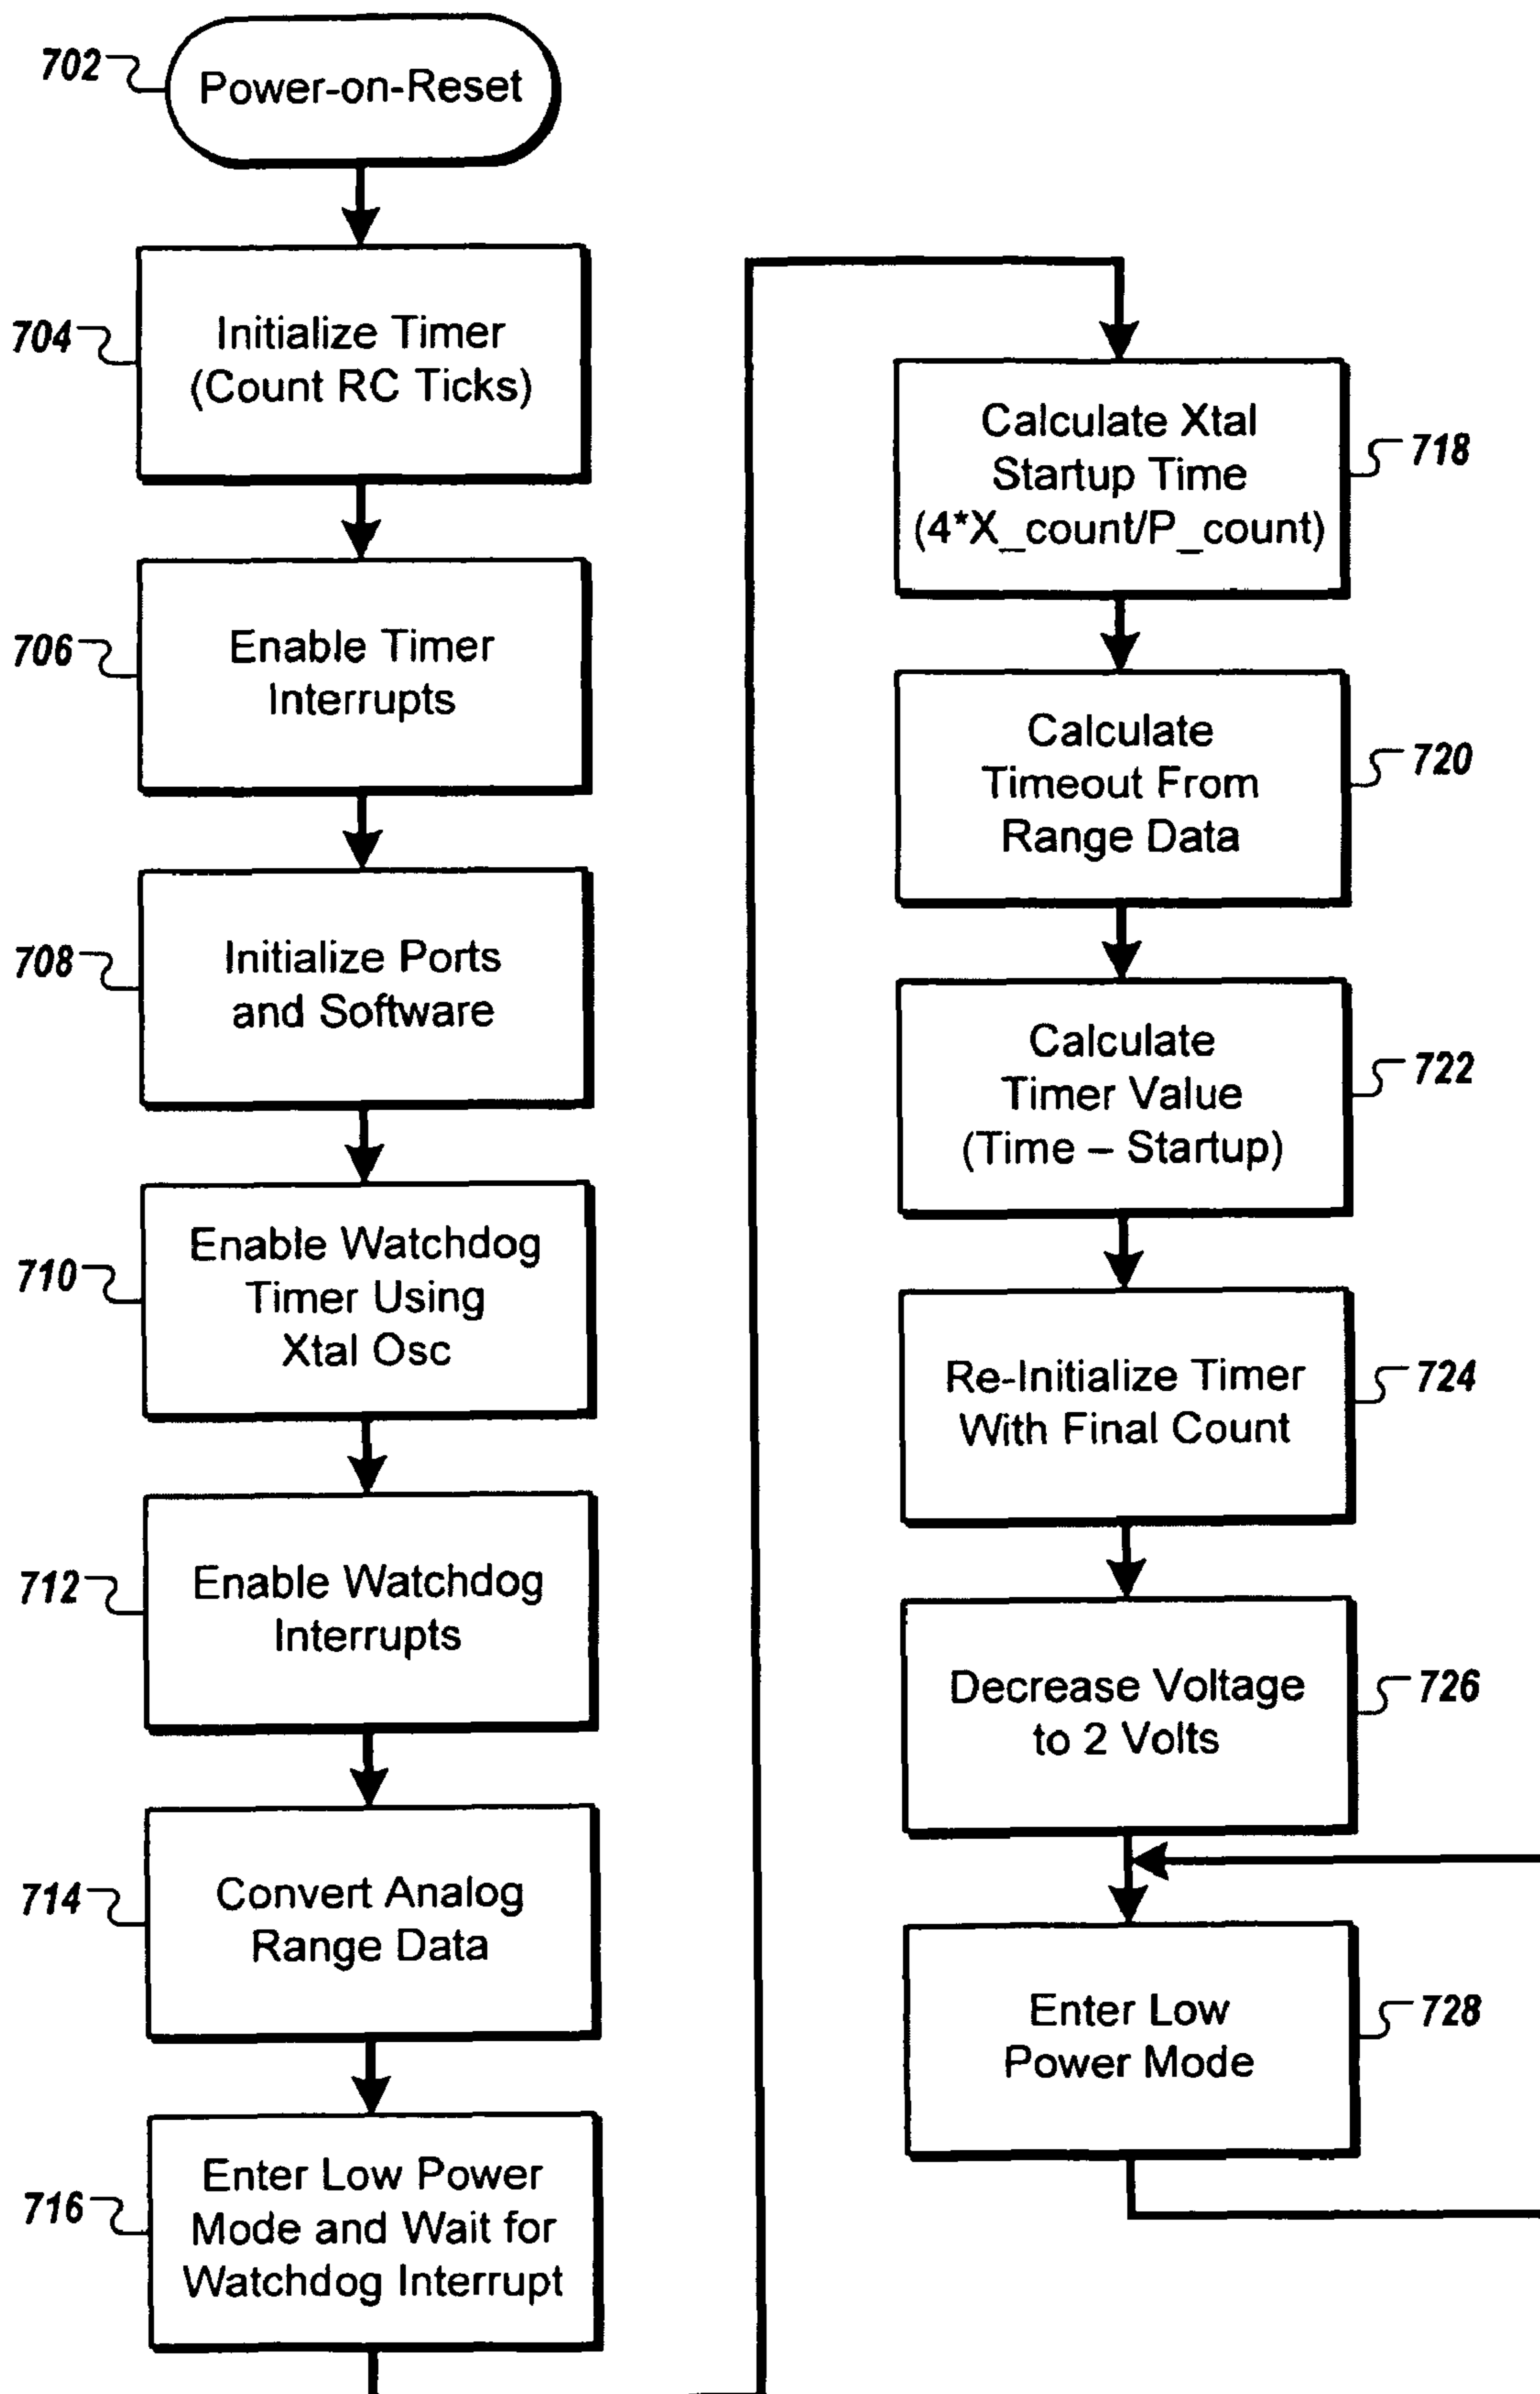 702
Power-on-Reset
704
Initialize Timer
(Count RC Ticks)
706
Enable Timer
Interrupts
708
Initialize Ports
and Software
710
Enable Watchdog
Timer Using
Xtal Osc
712
Enable Watchdog
Interrupts
714
Convert Analog
Range Data
716
Enter Low Power
Mode and Wait for
Watchdog Interrupt
Calculate Xtal
Startup Time
(4*X_count/P_count)
718
Calculate
Timeout From
Range Data
720
Calculate
Timer Value
(Time – Startup)
722
Re-Initialize Timer
With Final Count
724
Decrease Voltage
to 2 Volts
726
Enter Low
Power Mode
728